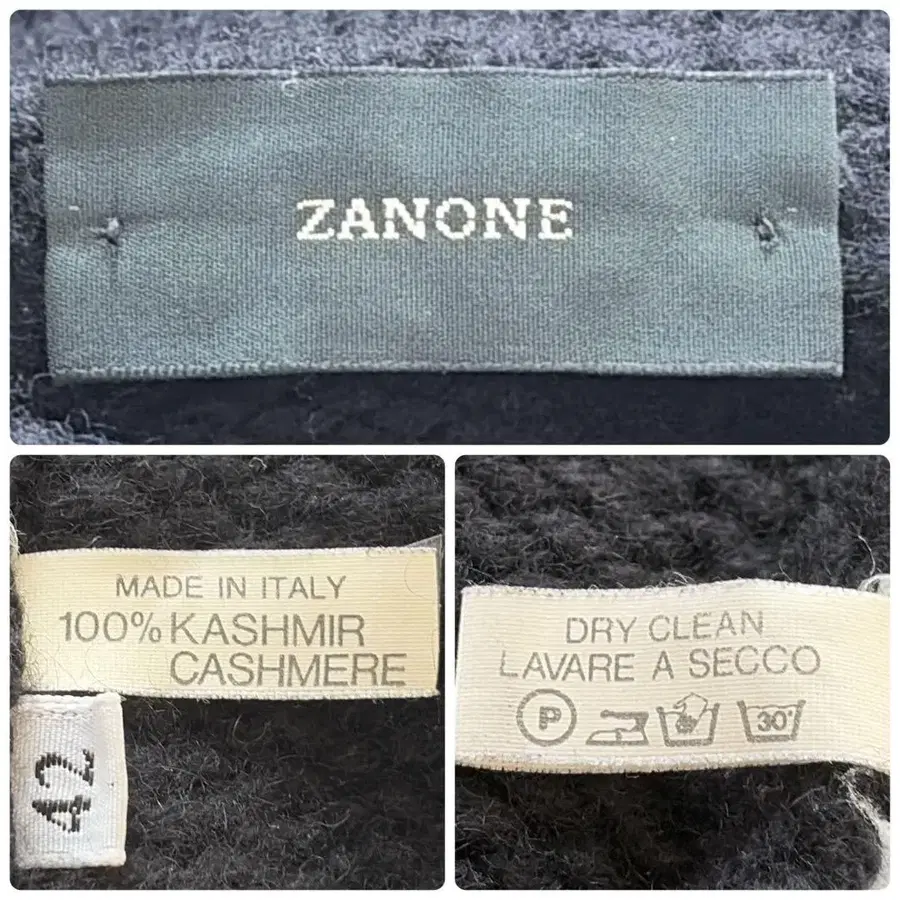 ZANONE
MADE IN ITALY
100% KASHMIR
CASHMERE
42
DRY CLEAN
LAVARE A SECCO
P
30°